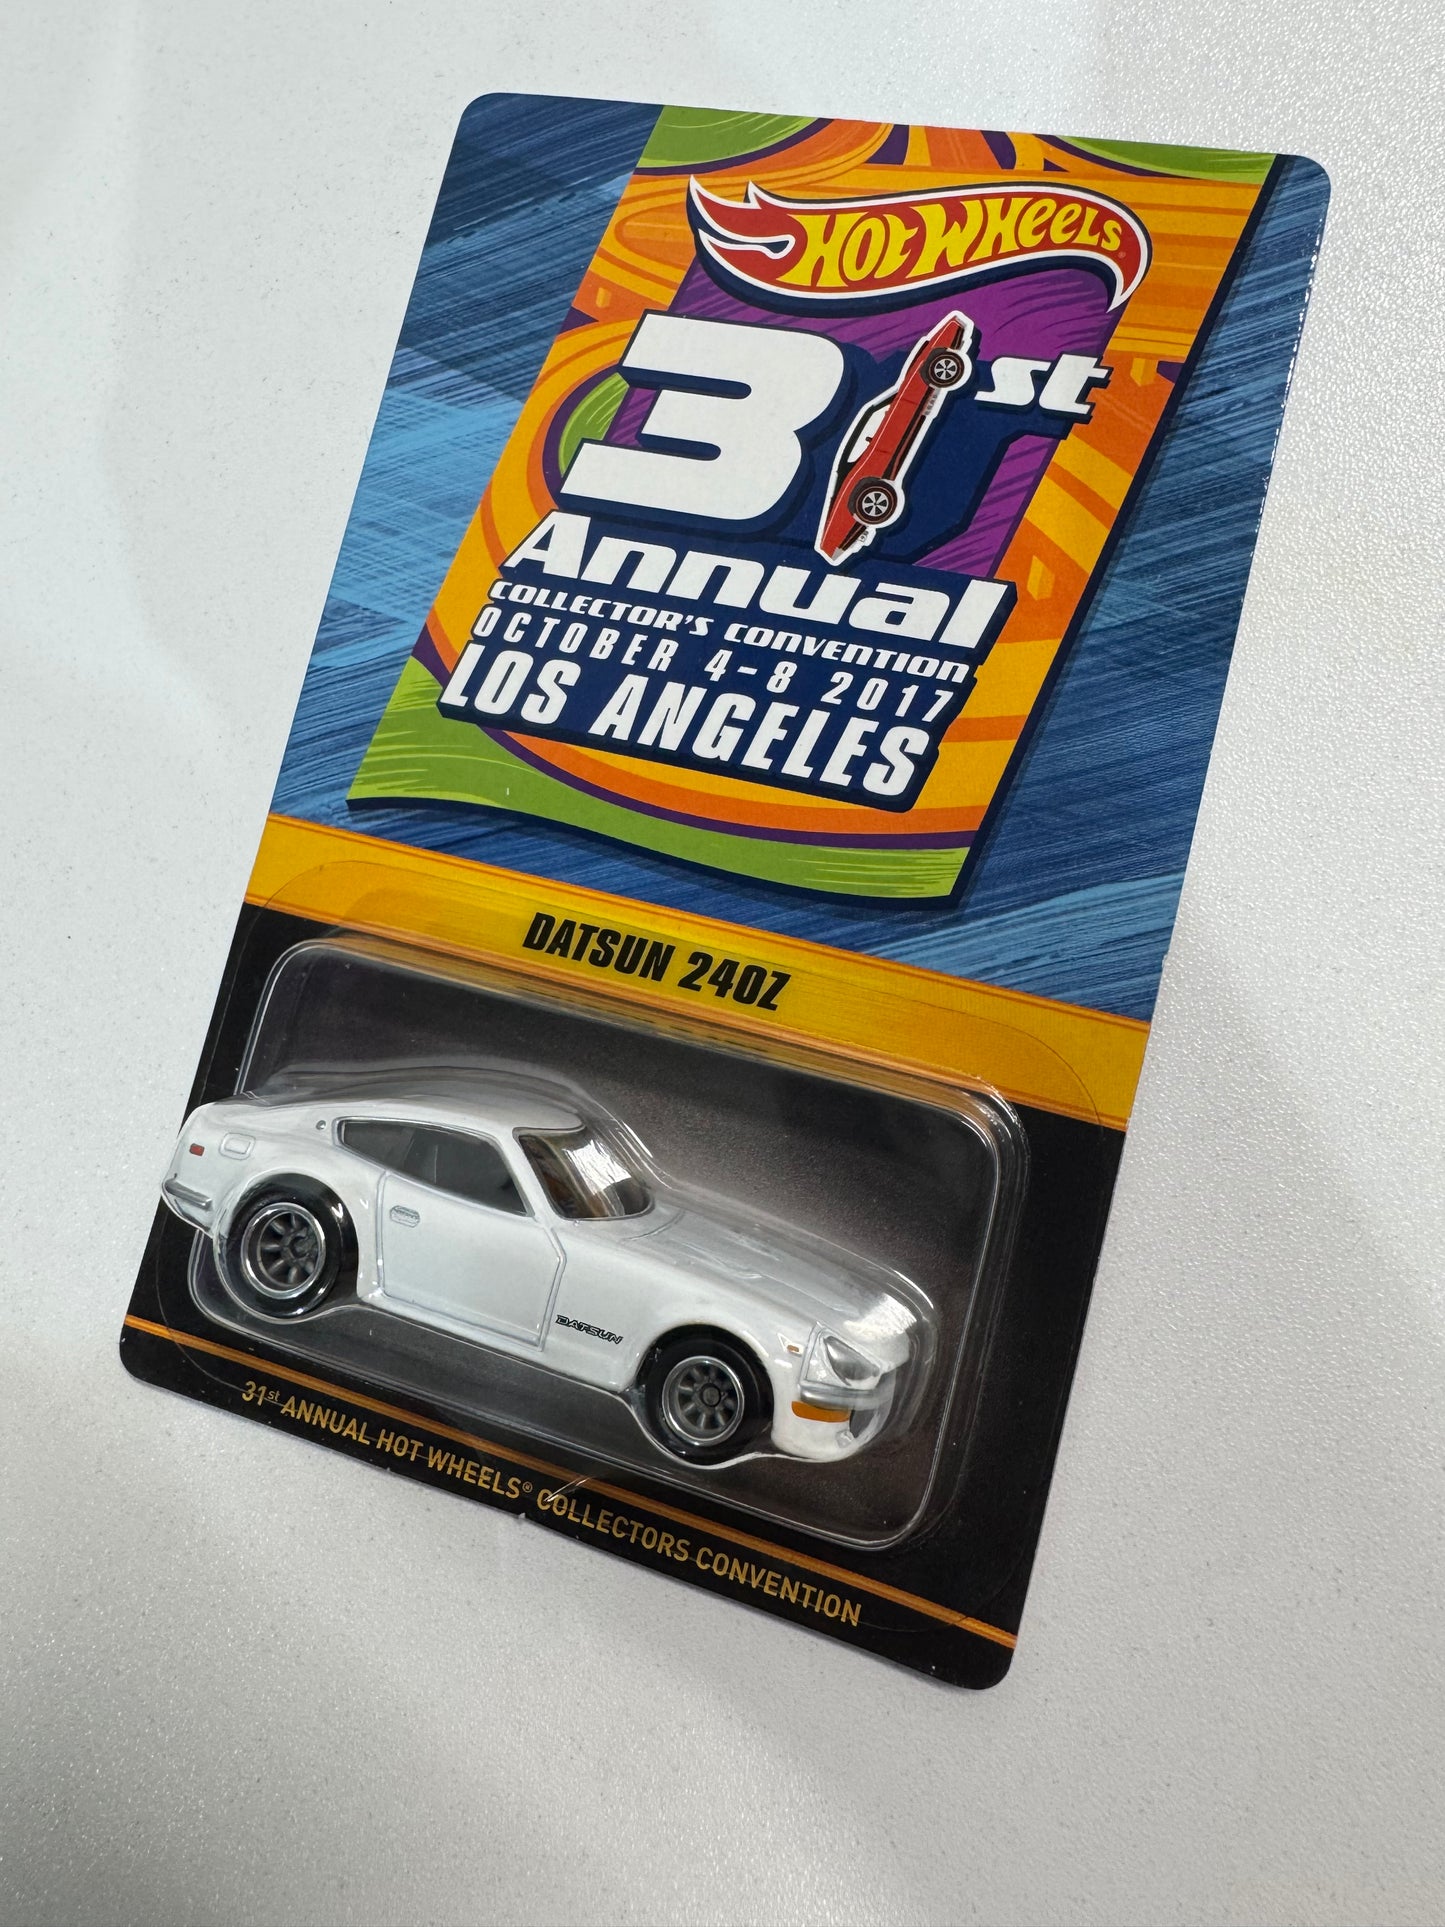 HOT WHEELS
31st
Annual
COLLECTOR'S CONVENTION
OCTOBER 4-8 2017
LOS ANGELES
DATSUN 240Z
DATSUN
31st ANNUAL HOT WHEELS® COLLECTORS CONVENTION